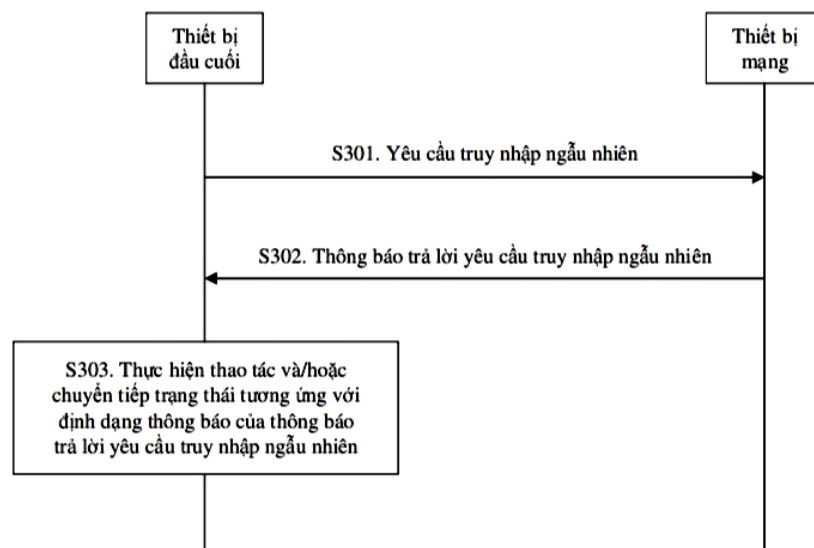 Thiết bị
đầu cuối
Thiết bị
mạng
S301. Yêu cầu truy nhập ngẫu nhiên
S302. Thông báo trả lời yêu cầu truy nhập ngẫu nhiên
S303. Thực hiện thao tác và/hoặc
chuyển tiếp trạng thái tương ứng với
định dạng thông báo của thông báo
trả lời yêu cầu truy nhập ngẫu nhiên